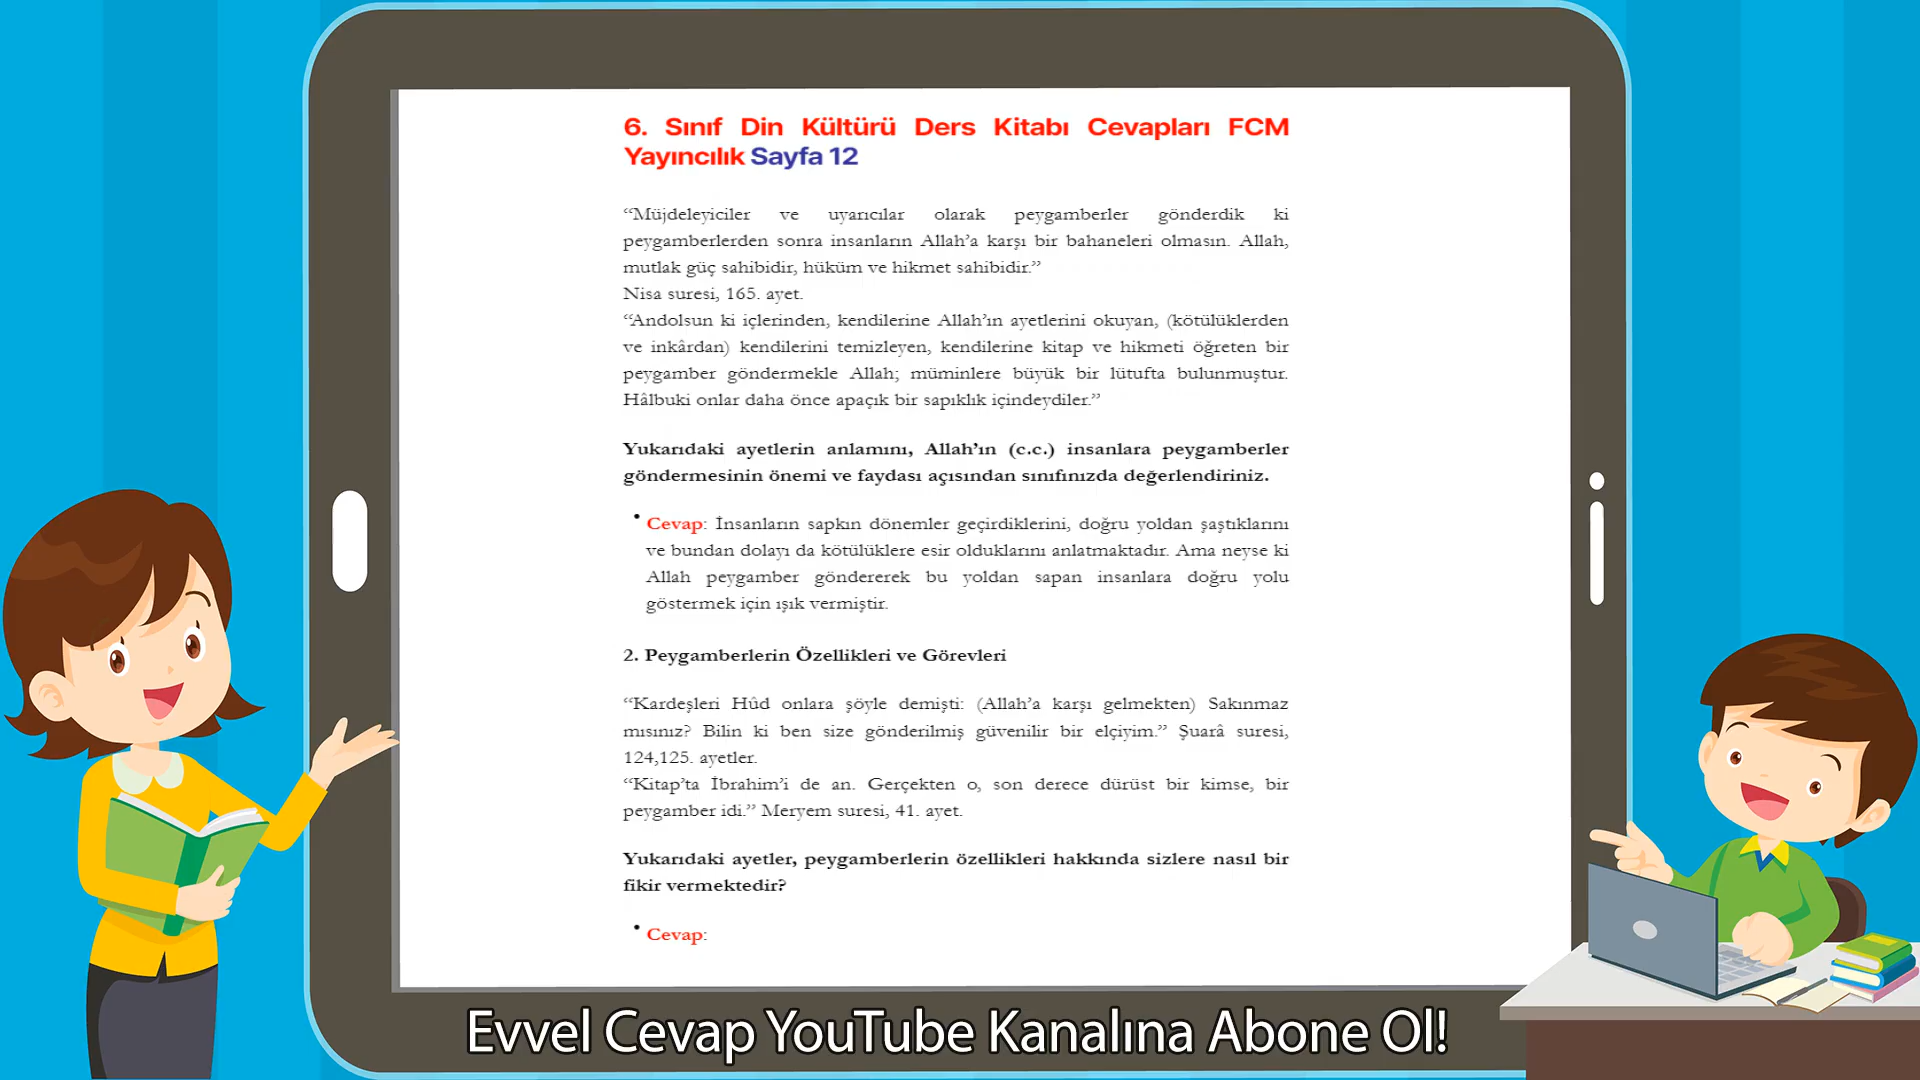 6. Sınıf Din Kültürü Ders Kitabı Cevapları FCM
Yayıncılık Sayfa 12
“Müjdeleyiciler ve uyarıcılar olarak peygamberler gönderdik ki
peygamberlerden sonra insanların Allah’a karşı bir bahaneleri olmasın. Allah,
mutlak güç sahibidir, hüküm ve hikmet sahibidir.”
Nisa suresi, 165. ayet.
“Andolsun ki içlerinden, kendilerine Allah’ın ayetlerini okuyan, (kötülüklerden
ve inkârdan) kendilerini temizleyen, kendilerine kitap ve hikmeti öğreten bir
peygamber göndermekle Allah; müminlere büyük bir lütufta bulunmuştur.
Hâlbuki onlar daha önce apaçık bir sapıklık içindeydiler.”
Yukarıdaki ayetlerin anlamını, Allah’ın (c.c.) insanlara peygamberler
göndermesinin önemi ve faydası açısından sınıfınızda değerlendiriniz.
• Cevap: İnsanların sapkın dönemler geçirdiklerini, doğru yoldan şaştıklarını
ve bundan dolayı da kötülüklere esir olduklarını anlatmaktadır. Ama neyse ki
Allah peygamber göndererek bu yoldan sapan insanlara doğru yolu
göstermek için ışık vermiştir.
2. Peygamberlerin Özellikleri ve Görevleri
“Kardeşleri Hûd onlara şöyle demişti: (Allah’a karşı gelmekten) Sakınmaz
mısınız? Bilin ki ben size gönderilmiş güvenilir bir elçiyim.” Şuarâ suresi,
124,125. ayetler.
“Kitap’ta İbrahim’i de an. Gerçekten o, son derece dürüst bir kimse, bir
peygamber idi.” Meryem suresi, 41. ayet.
Yukarıdaki ayetler, peygamberlerin özellikleri hakkında sizlere nasıl bir
fikir vermektedir?
• Cevap:
Evvel Cevap YouTube Kanalına Abone Ol!